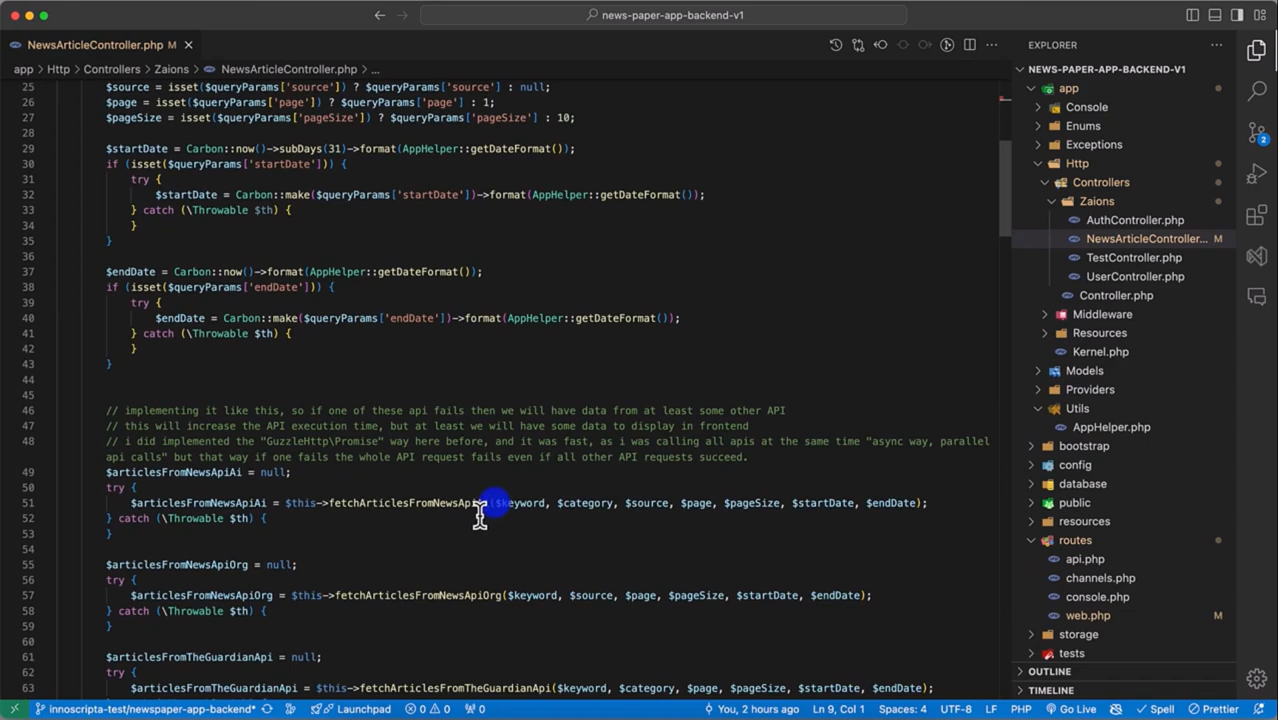 news-paper-app-backend-v1
NewsArticleController.php M
app > Http > Controllers > Zaions > NewsArticleController.php > ...
25 $source = isset($queryParams['source']) ? $queryParams['source'] : null;
26 $page = isset($queryParams['page']) ? $queryParams['page'] : 1;
27 $pageSize = isset($queryParams['pageSize']) ? $queryParams['pageSize'] : 10;
28
29 $startDate = Carbon::now()->subDays(31)->format(AppHelper::getDateFormat());
30 if (isset($queryParams['startDate'])) {
31 try {
32 $startDate = Carbon::make($queryParams['startDate'])->format(AppHelper::getDateFormat());
33 } catch (\Throwable $th) {
34 }
35 }
36
37 $endDate = Carbon::now()->format(AppHelper::getDateFormat());
38 if (isset($queryParams['endDate'])) {
39 try {
40 $endDate = Carbon::make($queryParams['endDate'])->format(AppHelper::getDateFormat());
41 } catch (\Throwable $th) {
42 }
43 }
44
45
46 // implementing it like this, so if one of these api fails then we will have data from at least some other API
47 // this will increase the API execution time, but at least we will have some data to display in frontend
48 // i did implemented the "GuzzleHttp\Promise" way here before, and it was fast, as i was calling all apis at the same time "async way, parallel
api calls" but that way if one fails the whole API request fails even if all other API requests succeed.
49 $articlesFromNewsApiAi = null;
50 try {
51 $articlesFromNewsApiAi = $this->fetchArticlesFromNewsApi ($keyword, $category, $source, $page, $pageSize, $startDate, $endDate);
52 } catch (\Throwable $th) {
53 }
54
55 $articlesFromNewsApiOrg = null;
56 try {
57 $articlesFromNewsApiOrg = $this->fetchArticlesFromNewsApiOrg($keyword, $source, $page, $pageSize, $startDate, $endDate);
58 } catch (\Throwable $th) {
59 }
60
61 $articlesFromTheGuardianApi = null;
62 try {
63 $articlesFromTheGuardianApi = $this->fetchArticlesFromTheGuardianApi($keyword, $category, $page, $pageSize, $startDate, $endDate);
EXPLORER
NEWS-PAPER-APP-BACKEND-V1
app
Console
Enums
Exceptions
Http
Controllers
Zaions
AuthController.php
NewsArticleController... M
TestController.php
UserController.php
Controller.php
Middleware
Resources
Kernel.php
Models
Providers
Utils
AppHelper.php
bootstrap
config
database
public
resources
routes
api.php
channels.php
console.php
web.php M
storage
tests
OUTLINE
TIMELINE
2
innoscripta-test/newspaper-app-backend* Launchpad 0 0 0 You, 2 hours ago Ln 9, Col 1 Spaces: 4 UTF-8 LF PHP Go Live Spell Prettier